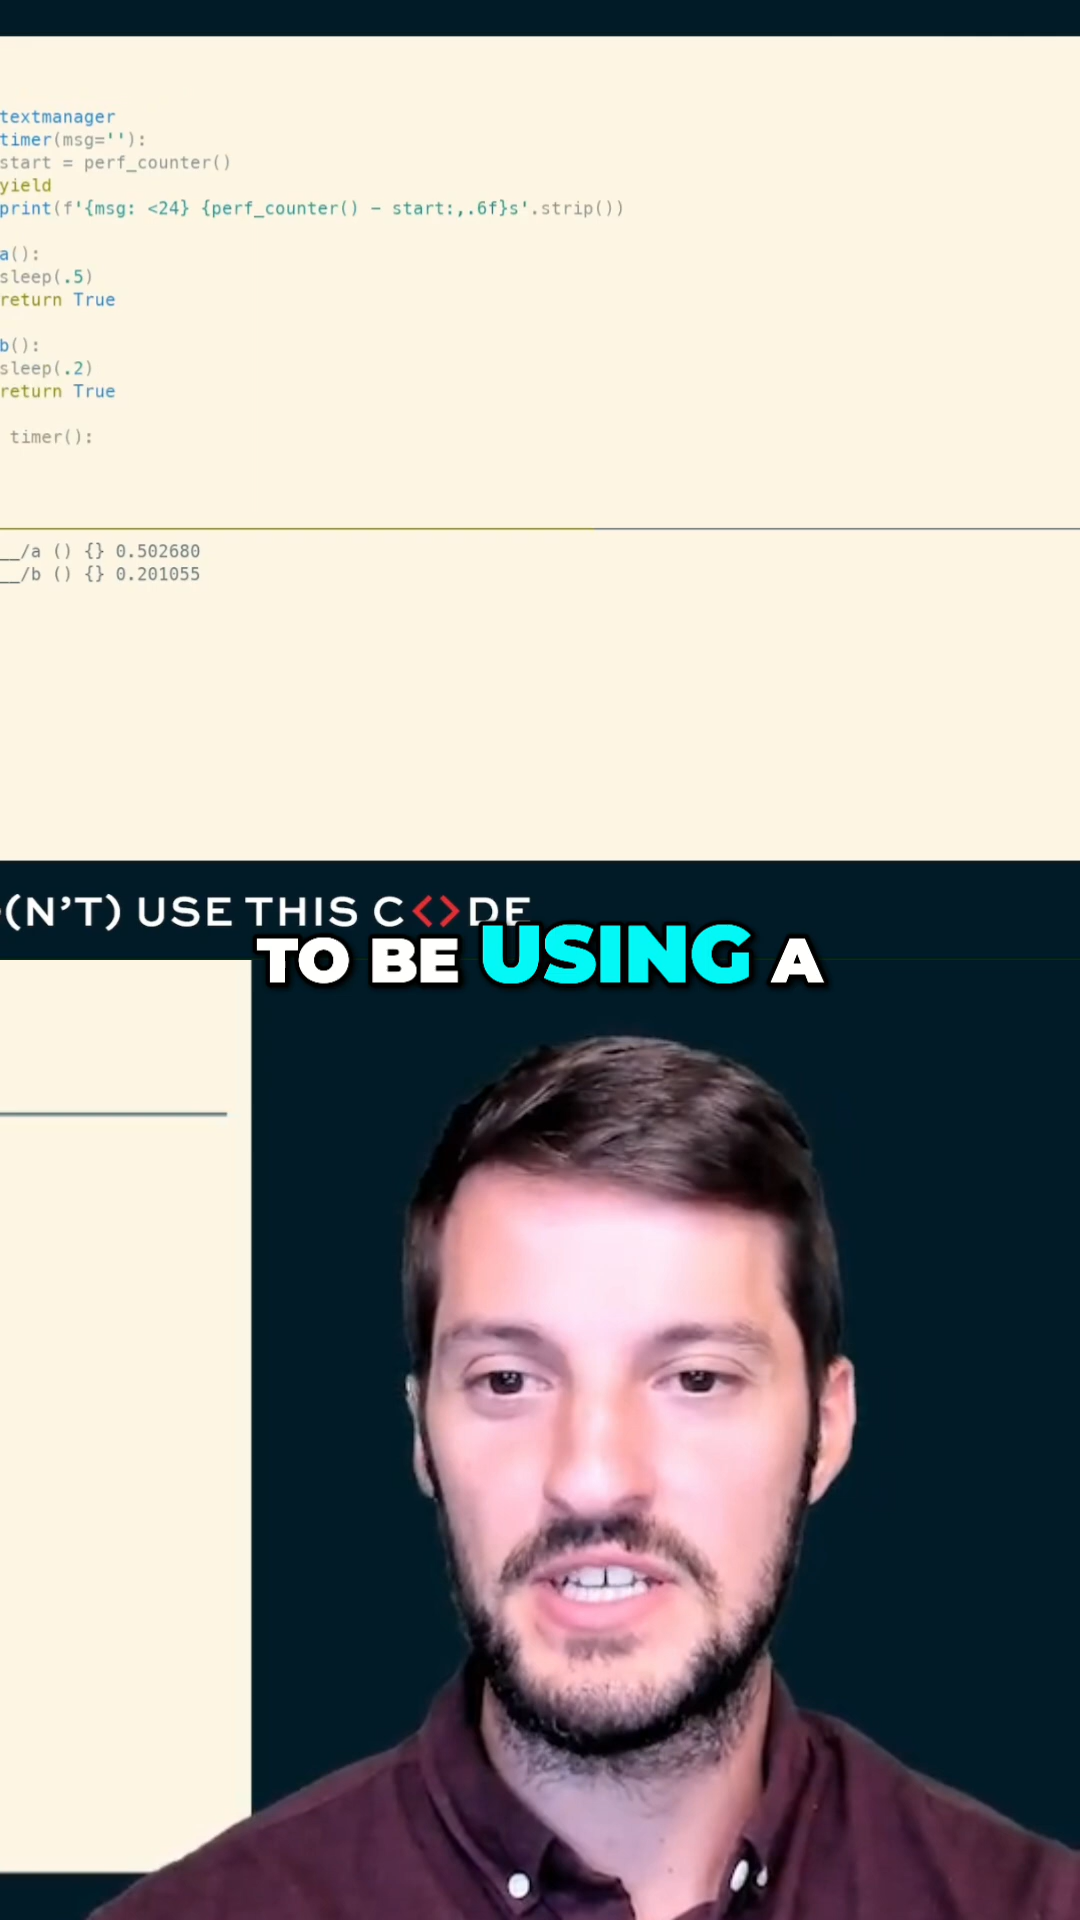 textmanager
timer(msg=''):
start = perf_counter()
yield
print(f'{msg: <24} {perf_counter() - start:,.6f}s'.strip())
a():
sleep(.5)
return True
b():
sleep(.2)
return True
timer():
__/a () {} 0.502680
__/b () {} 0.201055
(N'T) USE THIS C<>DE
TO BE USING A